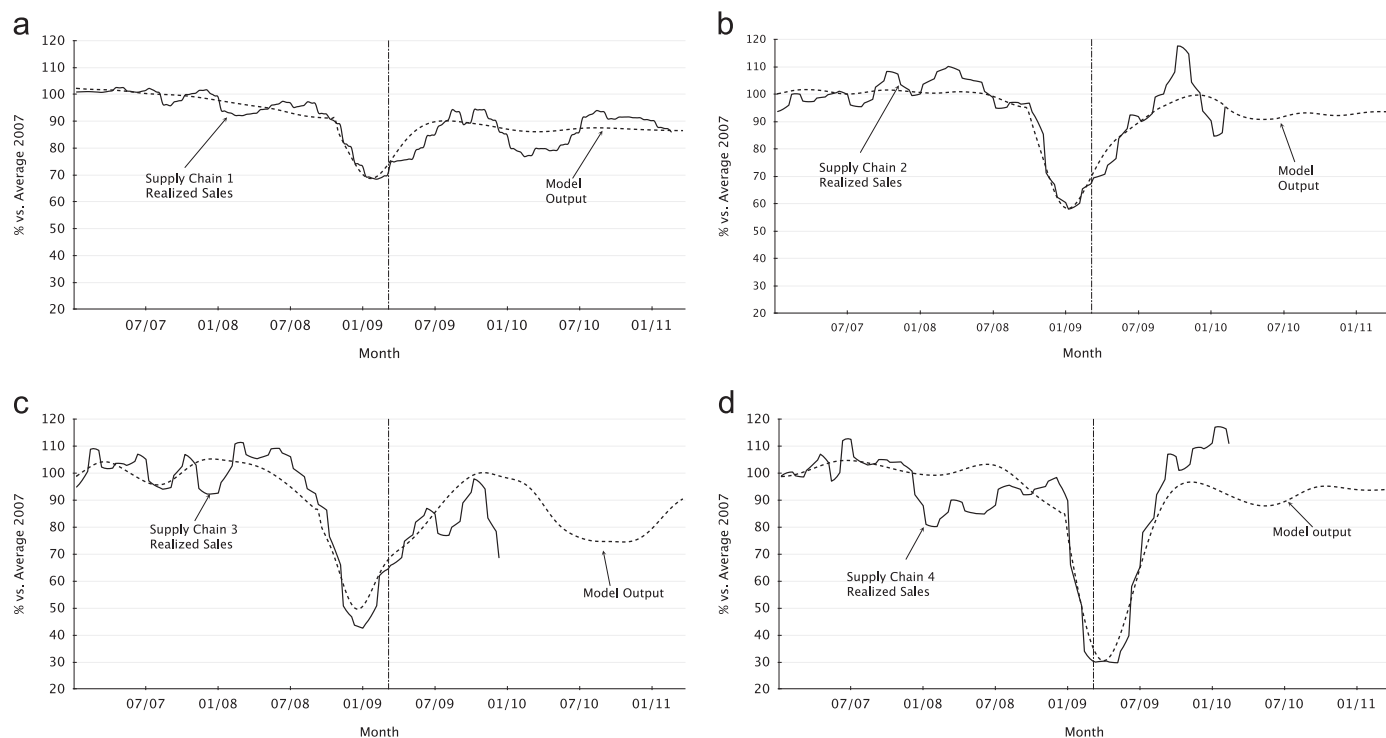 a
120
110
100
90
80
70
60
50
40
30
20
% vs. Average 2007
Supply Chain 1
Realized Sales
Model
Output
07/07 01/08 07/08 01/09 07/09 01/10 07/10 01/11
Month
b
120
110
100
90
80
70
60
50
40
30
20
% vs. Average 2007
Supply Chain 2
Realized Sales
Model
Output
07/07 01/08 07/08 01/09 07/09 01/10 07/10 01/11
Month
c
120
110
100
90
80
70
60
50
40
30
20
% vs. Average 2007
Supply Chain 3
Realized Sales
Model Output
07/07 01/08 07/08 01/09 07/09 01/10 07/10 01/11
Month
d
120
110
100
90
80
70
60
50
40
30
20
% vs. Average 2007
Supply Chain 4
Realized Sales
Model output
07/07 01/08 07/08 01/09 07/09 01/10 07/10 01/11
Month